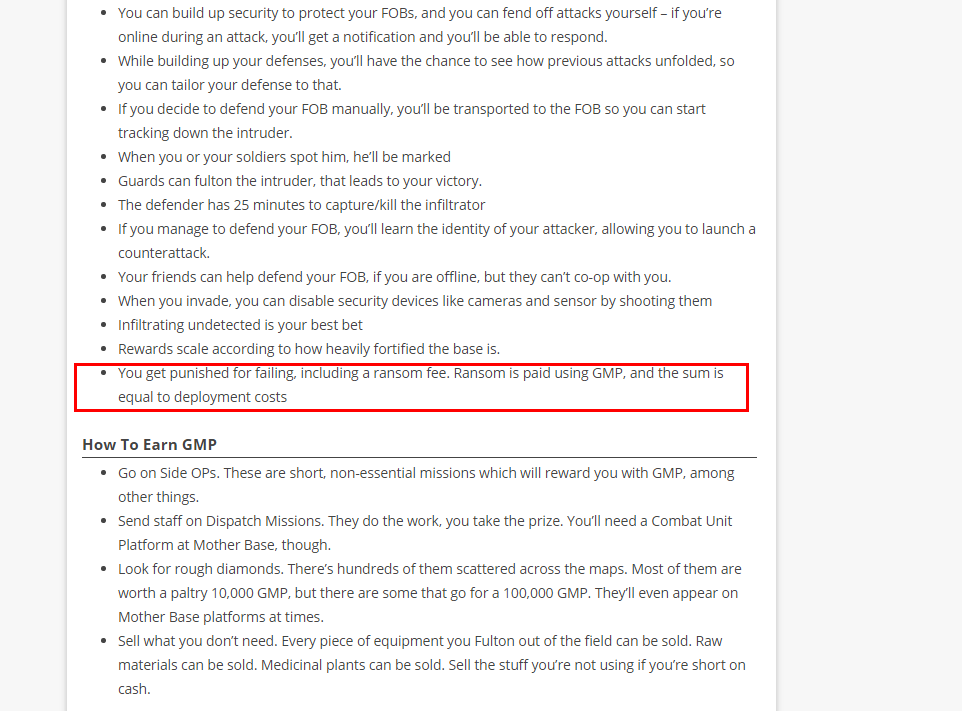 You can build up security to protect your FOBs, and you can fend off attacks yourself – if you’re
online during an attack, you’ll get a notification and you’ll be able to respond.
While building up your defenses, you’ll have the chance to see how previous attacks unfolded, so
you can tailor your defense to that.
If you decide to defend your FOB manually, you’ll be transported to the FOB so you can start
tracking down the intruder.
When you or your soldiers spot him, he’ll be marked
Guards can fulton the intruder, that leads to your victory.
The defender has 25 minutes to capture/kill the infiltrator
If you manage to defend your FOB, you’ll learn the identity of your attacker, allowing you to launch a
counterattack.
Your friends can help defend your FOB, if you are offline, but they can’t co-op with you.
When you invade, you can disable security devices like cameras and sensor by shooting them
Infiltrating undetected is your best bet
Rewards scale according to how heavily fortified the base is.
You get punished for failing, including a ransom fee. Ransom is paid using GMP, and the sum is
equal to deployment costs
How To Earn GMP
Go on Side OPs. These are short, non-essential missions which will reward you with GMP, among
other things.
Send staff on Dispatch Missions. They do the work, you take the prize. You’ll need a Combat Unit
Platform at Mother Base, though.
Look for rough diamonds. There’s hundreds of them scattered across the maps. Most of them are
worth a paltry 10,000 GMP, but there are some that go for a 100,000 GMP. They’ll even appear on
Mother Base platforms at times.
Sell what you don’t need. Every piece of equipment you Fulton out of the field can be sold. Raw
materials can be sold. Medicinal plants can be sold. Sell the stuff you’re not using if you’re short on
cash.